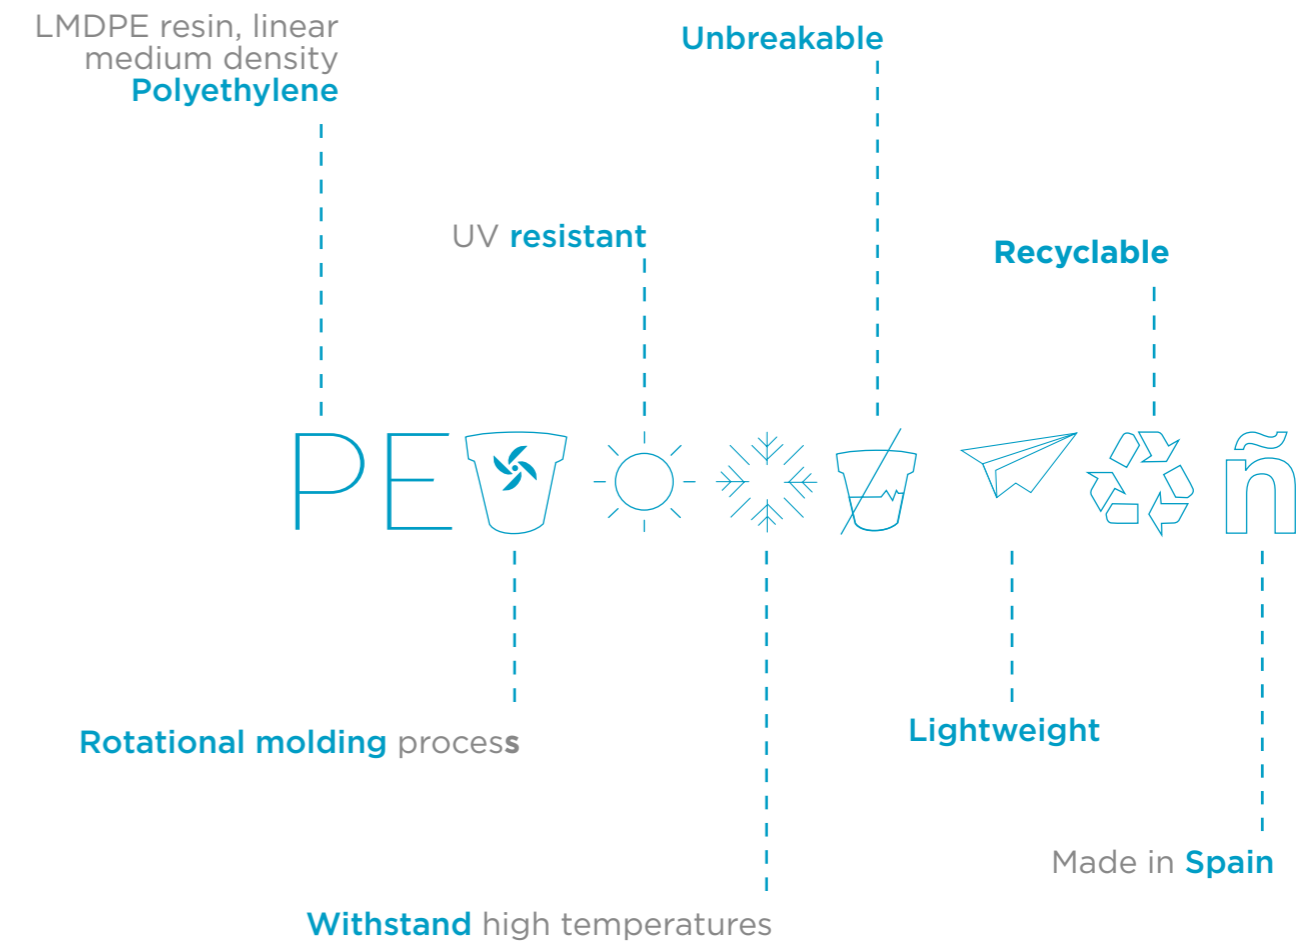 LMDPE resin, linear
medium density
Polyethylene
Unbreakable
UV resistant
Recyclable
PE
ñ
Rotational molding process
Lightweight
Made in Spain
Withstand high temperatures